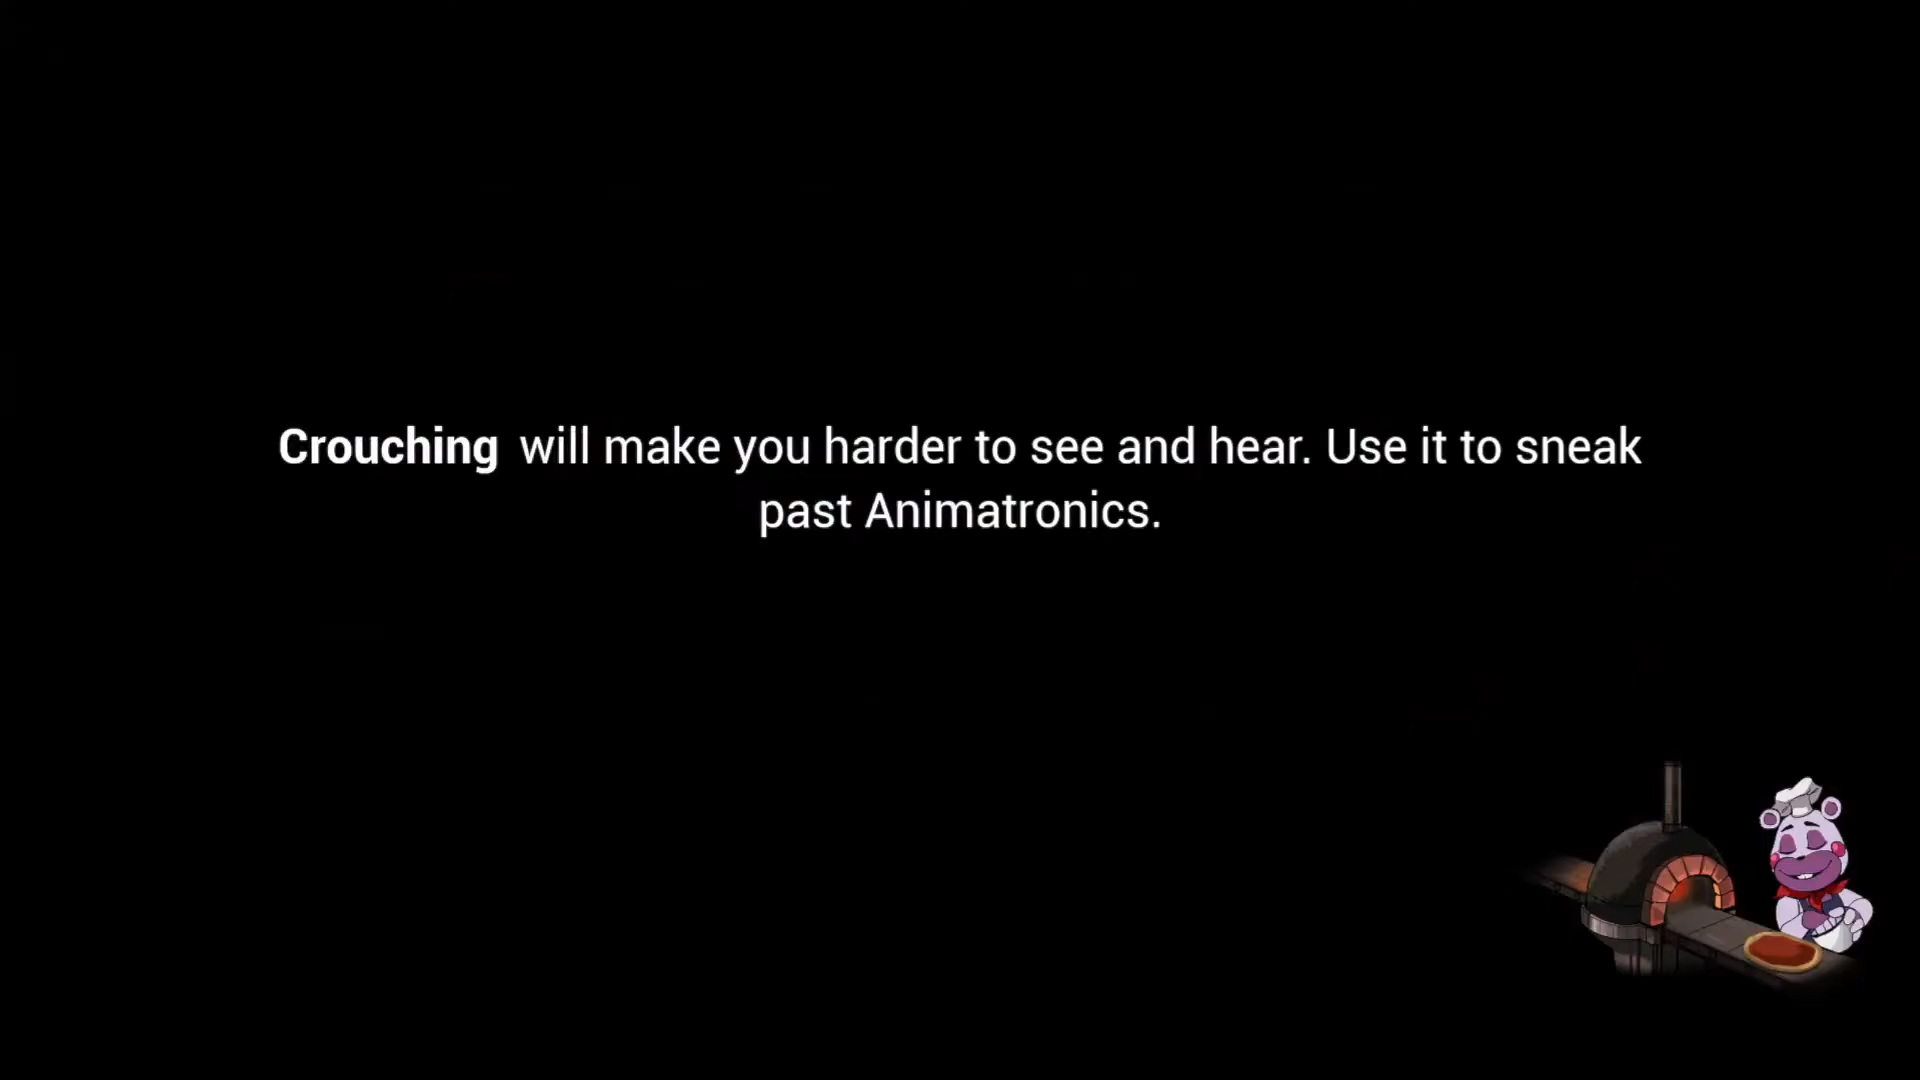 Crouching will make you harder to see and hear. Use it to sneak
past Animatronics.